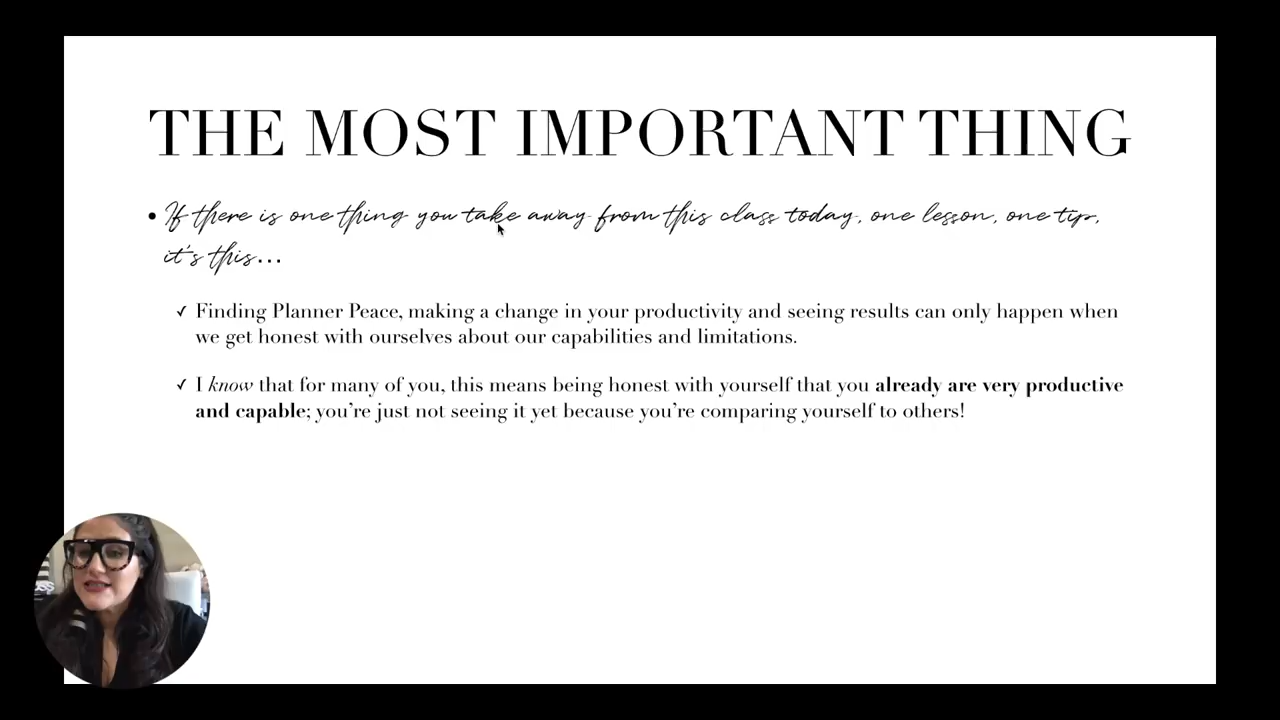 THE MOST IMPORTANT THING
• If there is one thing you take away from this class today, one lesson, one tip,
it's this...
✓ Finding Planner Peace, making a change in your productivity and seeing results can only happen when
we get honest with ourselves about our capabilities and limitations.
✓ I know that for many of you, this means being honest with yourself that you already are very productive
and capable; you’re just not seeing it yet because you’re comparing yourself to others!